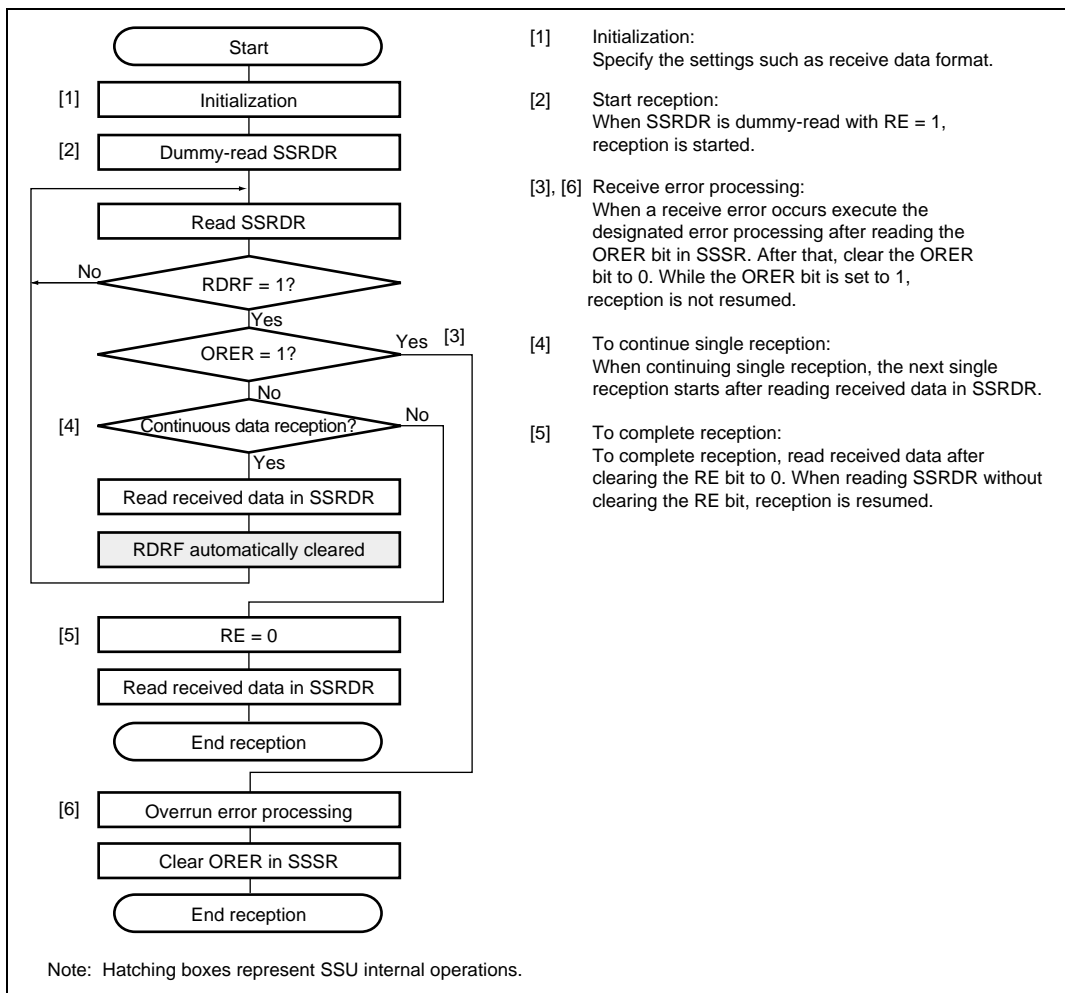 Start
[1]
Initialization
[2]
Dummy-read SSRDR
Read SSRDR
No
RDRF = 1?
Yes
ORER = 1?
Yes
[3]
No
[4]
Continuous data reception?
No
Yes
Read received data in SSRDR
RDRF automatically cleared
[5]
RE = 0
Read received data in SSRDR
End reception
[6]
Overrun error processing
Clear ORER in SSSR
End reception
[1] Initialization:
Specify the settings such as receive data format.
[2] Start reception:
When SSRDR is dummy-read with RE = 1,
reception is started.
[3], [6] Receive error processing:
When a receive error occurs execute the
designated error processing after reading the
ORER bit in SSSR. After that, clear the ORER
bit to 0. While the ORER bit is set to 1,
reception is not resumed.
[4] To continue single reception:
When continuing single reception, the next single
reception starts after reading received data in SSRDR.
[5] To complete reception:
To complete reception, read received data after
clearing the RE bit to 0. When reading SSRDR without
clearing the RE bit, reception is resumed.
Note: Hatching boxes represent SSU internal operations.